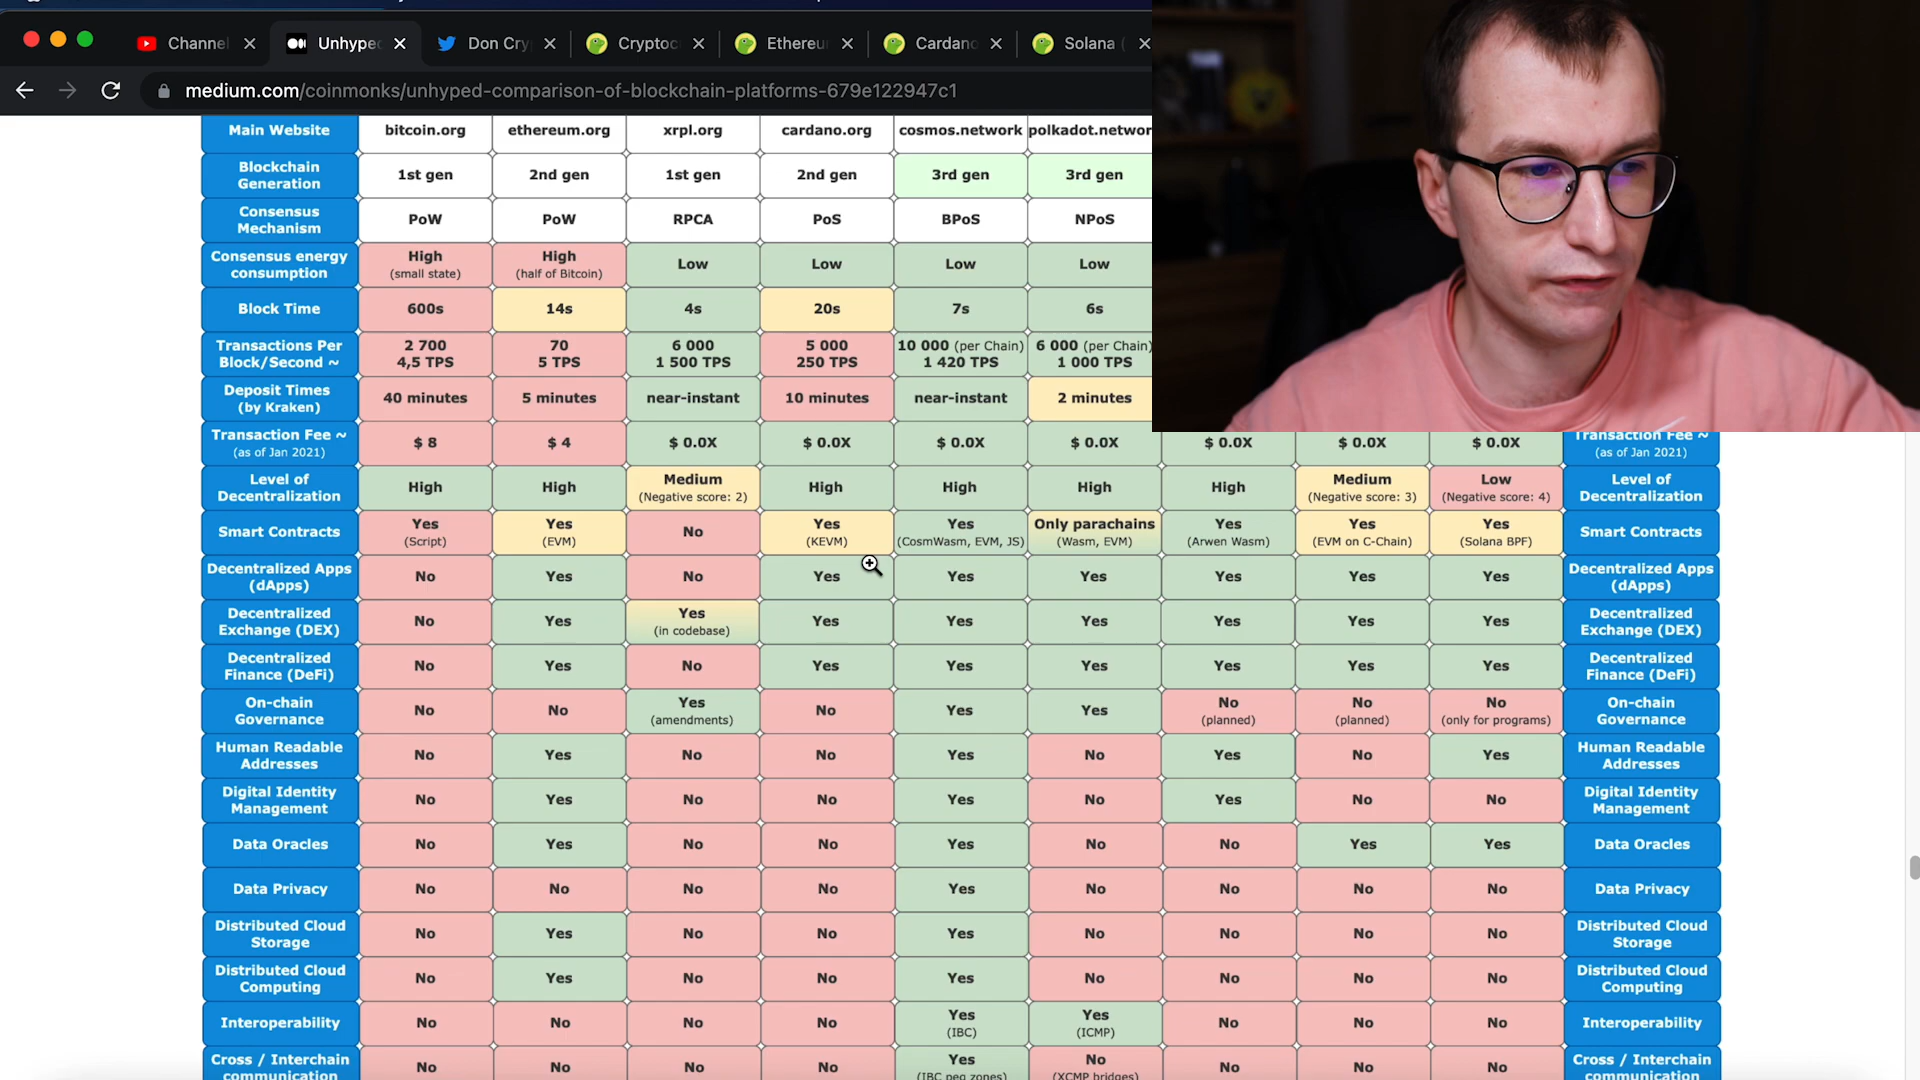 Channel
Unhyped
Don Cry
Cryptoc
Ethereu
Cardano
Solana (
medium.com/coinmonks/unhyped-comparison-of-blockchain-platforms-679e122947c1
Main Website bitcoin.org ethereum.org xrpl.org cardano.org cosmos.network polkadot.networ
Blockchain
Generation
1st gen 2nd gen 1st gen 2nd gen 3rd gen 3rd gen
Consensus
Mechanism
PoW PoW RPCA PoS BPoS NPoS
Consensus energy
consumption
High
(small state)
High
(half of Bitcoin)
Low Low Low Low
Block Time 600s 14s 4s 20s 7s 6s
Transactions Per
Block/Second ~
2 700
4,5 TPS
70
5 TPS
6 000
1 500 TPS
5 000
250 TPS
10 000 (per Chain)
1 420 TPS
6 000 (per Chain)
1 000 TPS
Deposit Times
(by Kraken)
40 minutes 5 minutes near-instant 10 minutes near-instant 2 minutes
Transaction Fee ~
(as of Jan 2021)
$ 8 $ 4 $ 0.0X $ 0.0X $ 0.0X $ 0.0X $ 0.0X $ 0.0X $ 0.0X
Transaction Fee ~
(as of Jan 2021)
Level of
Decentralization
High High
Medium
(Negative score: 2)
High High High High
Medium
(Negative score: 3)
Low
(Negative score: 4)
Level of
Decentralization
Smart Contracts
Yes
(Script)
Yes
(EVM)
No
Yes
(KEVM)
Yes
(CosmWasm, EVM, JS)
Only parachains
(Wasm, EVM)
Yes
(Arwen Wasm)
Yes
(EVM on C-Chain)
Yes
(Solana BPF)
Smart Contracts
Decentralized Apps
(dApps)
No Yes No Yes Yes Yes Yes Yes Yes
Decentralized Apps
(dApps)
Decentralized
Exchange (DEX)
No Yes
Yes
(in codebase)
Yes Yes Yes Yes Yes Yes
Decentralized
Exchange (DEX)
Decentralized
Finance (DeFi)
No Yes No Yes Yes Yes Yes Yes Yes
Decentralized
Finance (DeFi)
On-chain
Governance
No No
Yes
(amendments)
No Yes Yes
No
(planned)
No
(planned)
No
(only for programs)
On-chain
Governance
Human Readable
Addresses
No Yes No No Yes No Yes No Yes
Human Readable
Addresses
Digital Identity
Management
No Yes No No Yes No Yes No No
Digital Identity
Management
Data Oracles No Yes No No Yes No No Yes Yes Data Oracles
Data Privacy No No No No Yes No No No No Data Privacy
Distributed Cloud
Storage
No Yes No No Yes No No No No
Distributed Cloud
Storage
Distributed Cloud
Computing
No Yes No No Yes No No No No
Distributed Cloud
Computing
Interoperability No No No No
Yes
(IBC)
Yes
(ICMP)
No No No Interoperability
Cross / Interchain
communication
No No No No
Yes
(IBC peg zones)
No
(XCMP bridges)
No No No
Cross / Interchain
communication